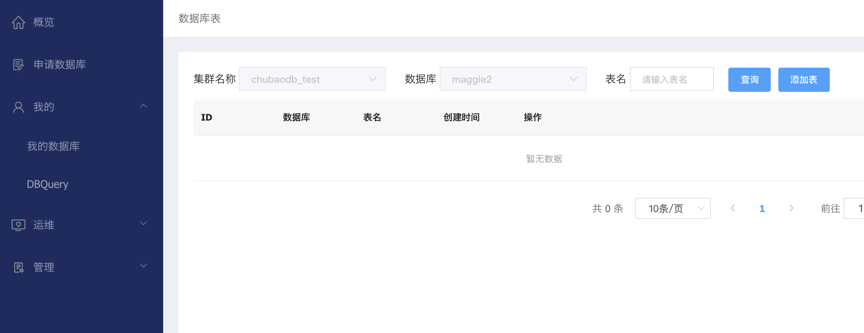 概览
申请数据库
我的
我的数据库
DBQuery
运维
管理
数据库表
集群名称 chubaodb_test 数据库 maggie2 表名 请输入表名 查询 添加表
ID 数据库 表名 创建时间 操作
暂无数据
共 0 条 10条/页 1 前往 1